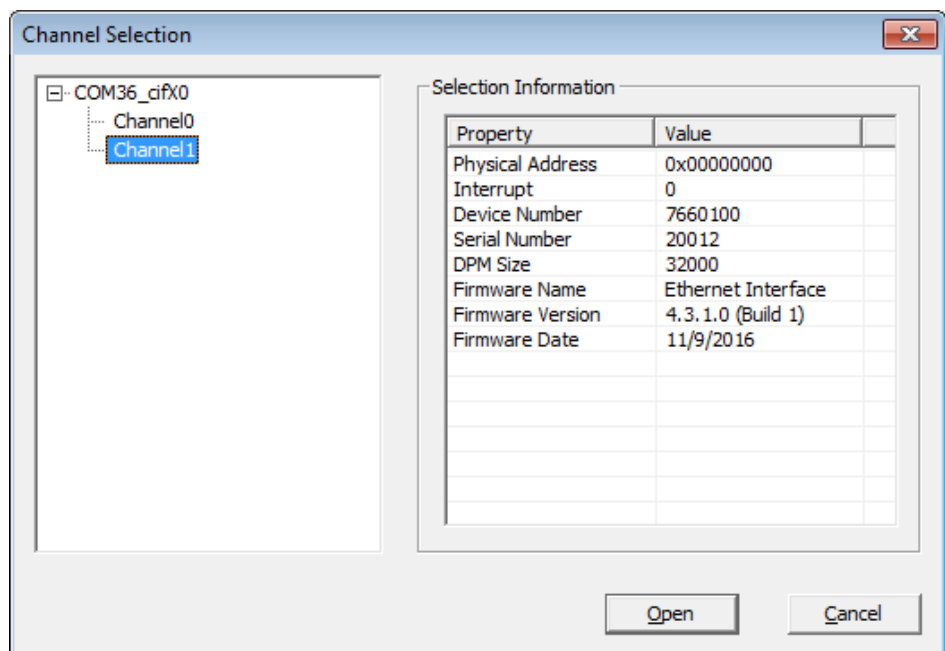 Channel Selection
COM36_cifX0
Channel0
Channel1
Selection Information
Property Value
Physical Address 0x00000000
Interrupt 0
Device Number 7660100
Serial Number 20012
DPM Size 32000
Firmware Name Ethernet Interface
Firmware Version 4.3.1.0 (Build 1)
Firmware Date 11/9/2016
Open Cancel